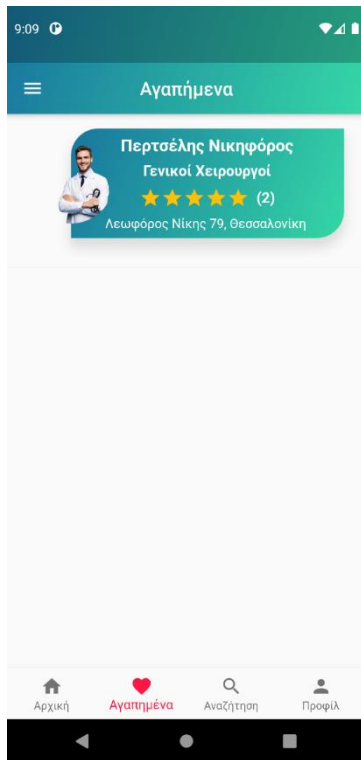 9:09
Αγαπήμενα
Περτσέλης Νικηφόρος
Γενικοί Χειρουργοί
(2)
Λεωφόρος Νίκης 79, Θεσσαλονίκη
Αρχική Αγαπημένα Αναζήτηση Προφίλ